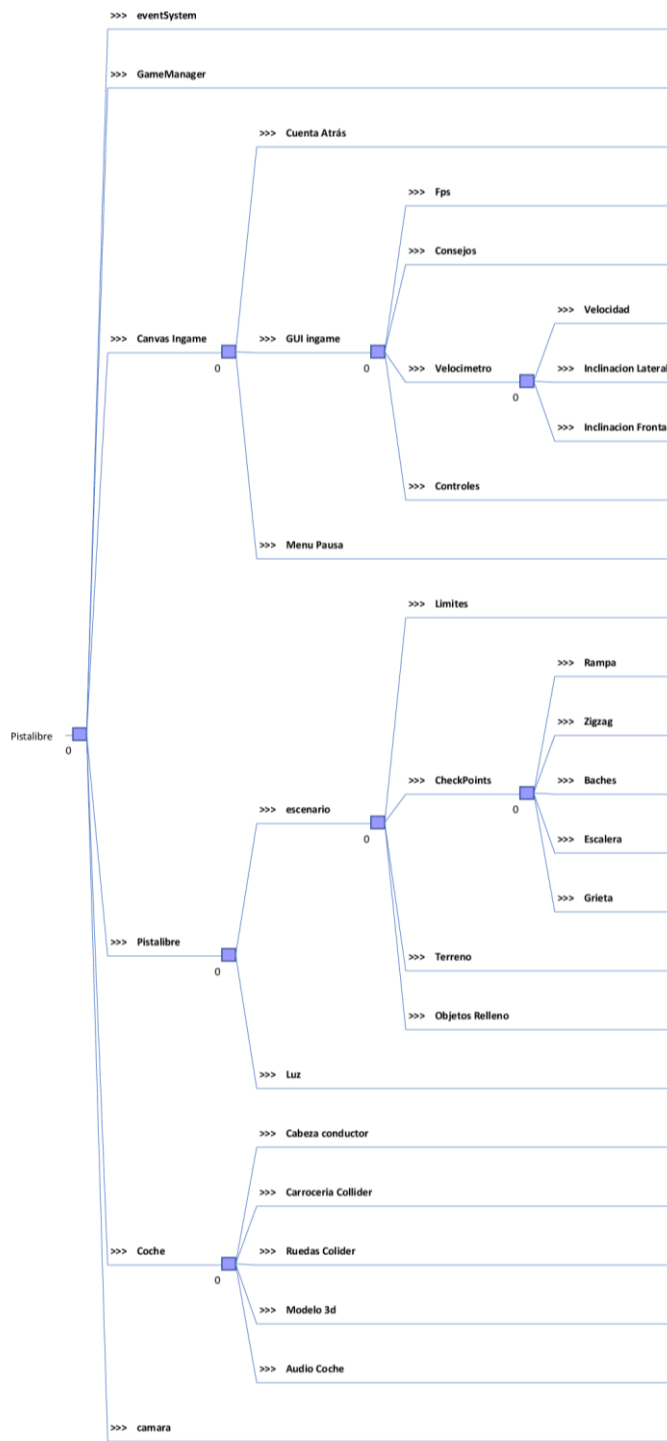 >>> eventSystem
>>> GameManager
>>> Cuenta Atrás
>>> Fps
>>> Consejos
>>> Velocidad
>>> Canvas Ingame
0
>>> GUI ingame
0
>>> Velocimetro
0
>>> Inclinacion Lateral
>>> Inclinacion Fronta
>>> Controles
>>> Menu Pausa
>>> Limites
>>> Rampa
Pistalibre
0
>>> Zigzag
>>> CheckPoints
0
>>> Baches
>>> escenario
0
>>> Escalera
>>> Grieta
>>> Pistalibre
0
>>> Terreno
>>> Objetos Relleno
>>> Luz
>>> Cabeza conductor
>>> Carroceria Collider
>>> Coche
0
>>> Ruedas Colider
>>> Modelo 3d
>>> Audio Coche
>>> camara